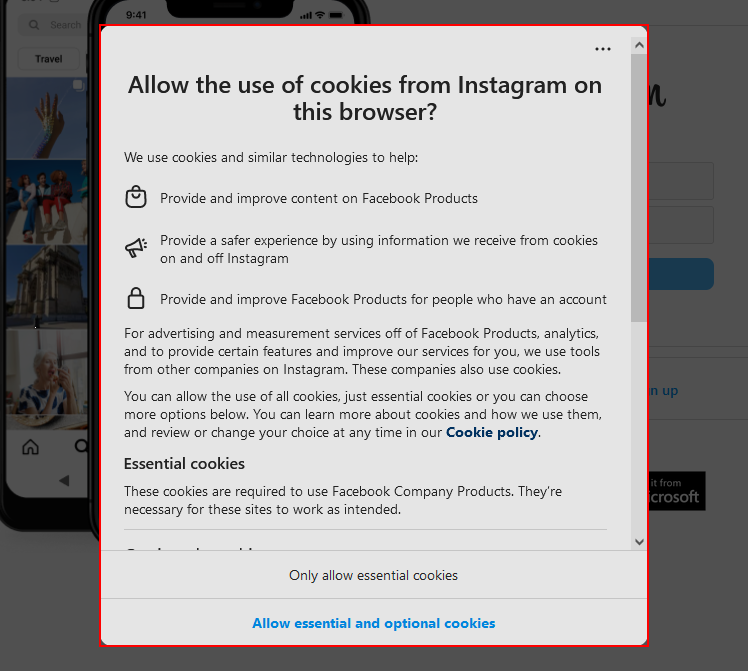 9:41
Search
Travel
Allow the use of cookies from Instagram on
this browser?
We use cookies and similar technologies to help:
Provide and improve content on Facebook Products
Provide a safer experience by using information we receive from cookies
on and off Instagram
Provide and improve Facebook Products for people who have an account
For advertising and measurement services off of Facebook Products, analytics,
and to provide certain features and improve our services for you, we use tools
from other companies on Instagram. These companies also use cookies.
You can allow the use of all cookies, just essential cookies or you can choose
more options below. You can learn more about cookies and how we use them,
and review or change your choice at any time in our Cookie policy.
Essential cookies
These cookies are required to use Facebook Company Products. They're
necessary for these sites to work as intended.
Only allow essential cookies
Allow essential and optional cookies
n up
it from
crosoft